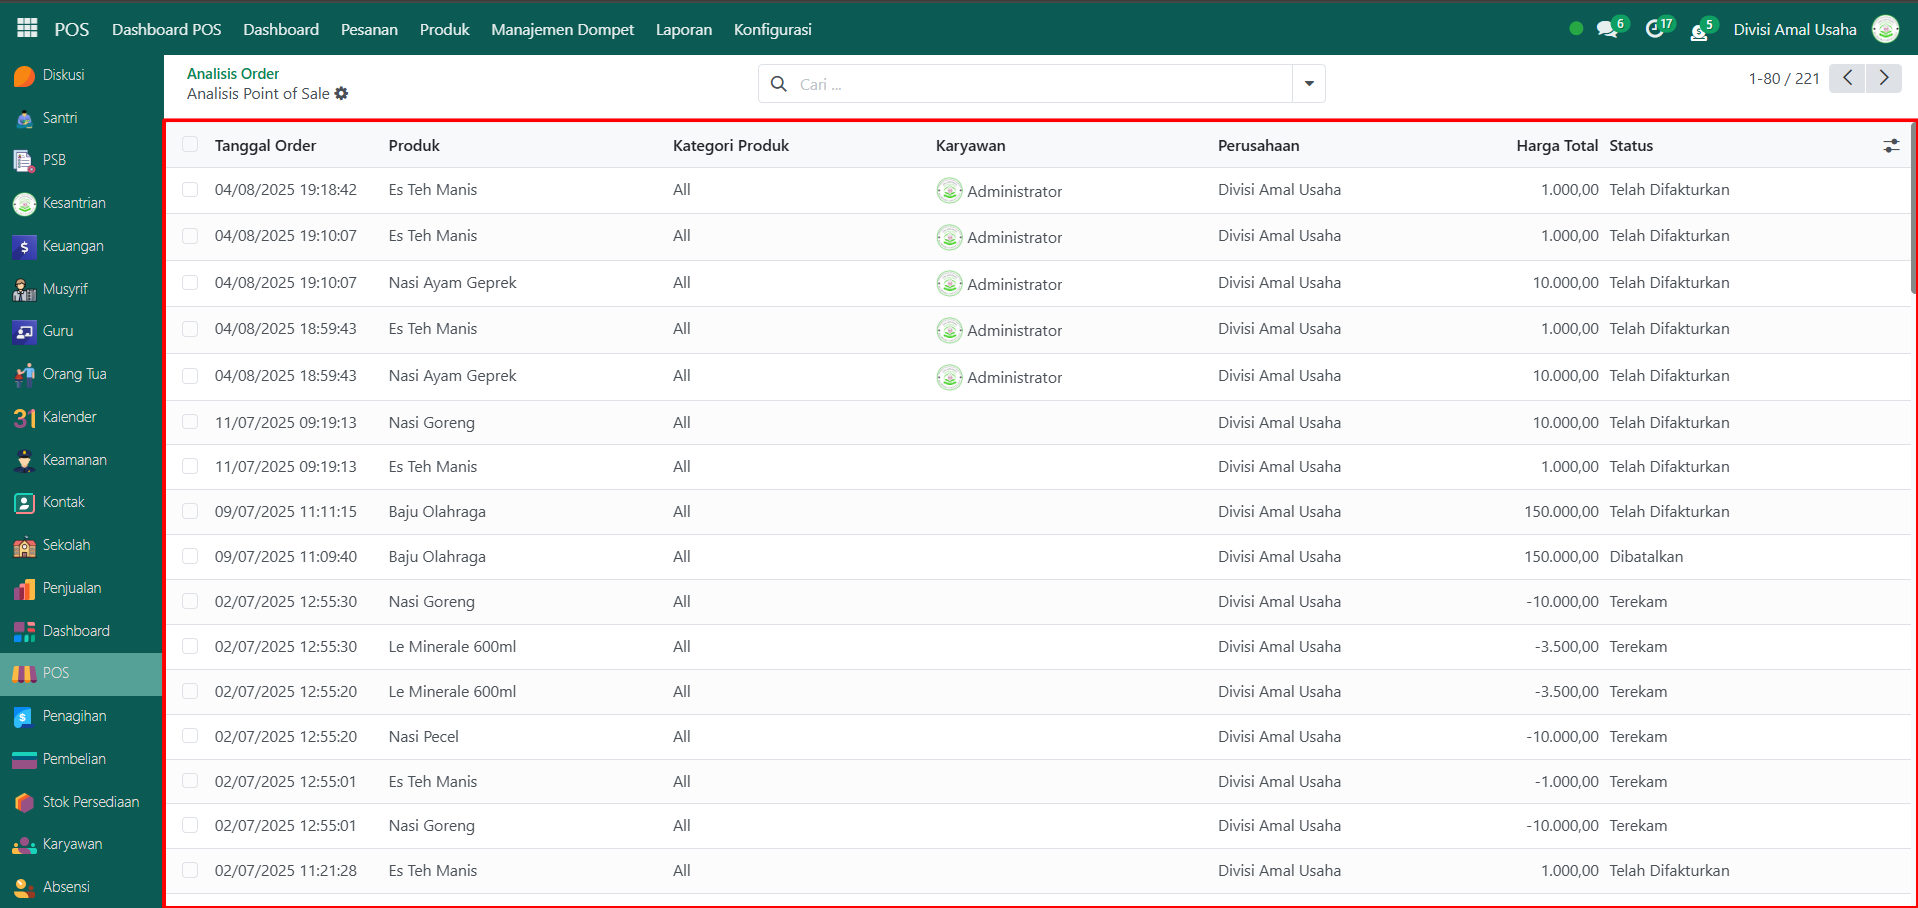 POS Dashboard POS Dashboard Pesanan Produk Manajemen Dompet Laporan Konfigurasi 6 17 5 Divisi Amal Usaha
Diskusi
Santri
PSB
Kesantrian
Keuangan
Musyrif
Guru
Orang Tua
31 Kalender
Keamanan
Kontak
Sekolah
Penjualan
Dashboard
POS
Penagihan
Pembelian
Stok Persediaan
Karyawan
Absensi
Analisis Order
Analisis Point of Sale
Cari ...
1-80 / 221
Tanggal Order Produk Kategori Produk Karyawan Perusahaan Harga Total Status
04/08/2025 19:18:42 Es Teh Manis All Administrator Divisi Amal Usaha 1.000,00 Telah Difakturkan
04/08/2025 19:10:07 Es Teh Manis All Administrator Divisi Amal Usaha 1.000,00 Telah Difakturkan
04/08/2025 19:10:07 Nasi Ayam Geprek All Administrator Divisi Amal Usaha 10.000,00 Telah Difakturkan
04/08/2025 18:59:43 Es Teh Manis All Administrator Divisi Amal Usaha 1.000,00 Telah Difakturkan
04/08/2025 18:59:43 Nasi Ayam Geprek All Administrator Divisi Amal Usaha 10.000,00 Telah Difakturkan
11/07/2025 09:19:13 Nasi Goreng All Divisi Amal Usaha 10.000,00 Telah Difakturkan
11/07/2025 09:19:13 Es Teh Manis All Divisi Amal Usaha 1.000,00 Telah Difakturkan
09/07/2025 11:11:15 Baju Olahraga All Divisi Amal Usaha 150.000,00 Telah Difakturkan
09/07/2025 11:09:40 Baju Olahraga All Divisi Amal Usaha 150.000,00 Dibatalkan
02/07/2025 12:55:30 Nasi Goreng All Divisi Amal Usaha -10.000,00 Terekam
02/07/2025 12:55:30 Le Minerale 600ml All Divisi Amal Usaha -3.500,00 Terekam
02/07/2025 12:55:20 Le Minerale 600ml All Divisi Amal Usaha -3.500,00 Terekam
02/07/2025 12:55:20 Nasi Pecel All Divisi Amal Usaha -10.000,00 Terekam
02/07/2025 12:55:01 Es Teh Manis All Divisi Amal Usaha -1.000,00 Terekam
02/07/2025 12:55:01 Nasi Goreng All Divisi Amal Usaha -10.000,00 Terekam
02/07/2025 11:21:28 Es Teh Manis All Divisi Amal Usaha 1.000,00 Telah Difakturkan